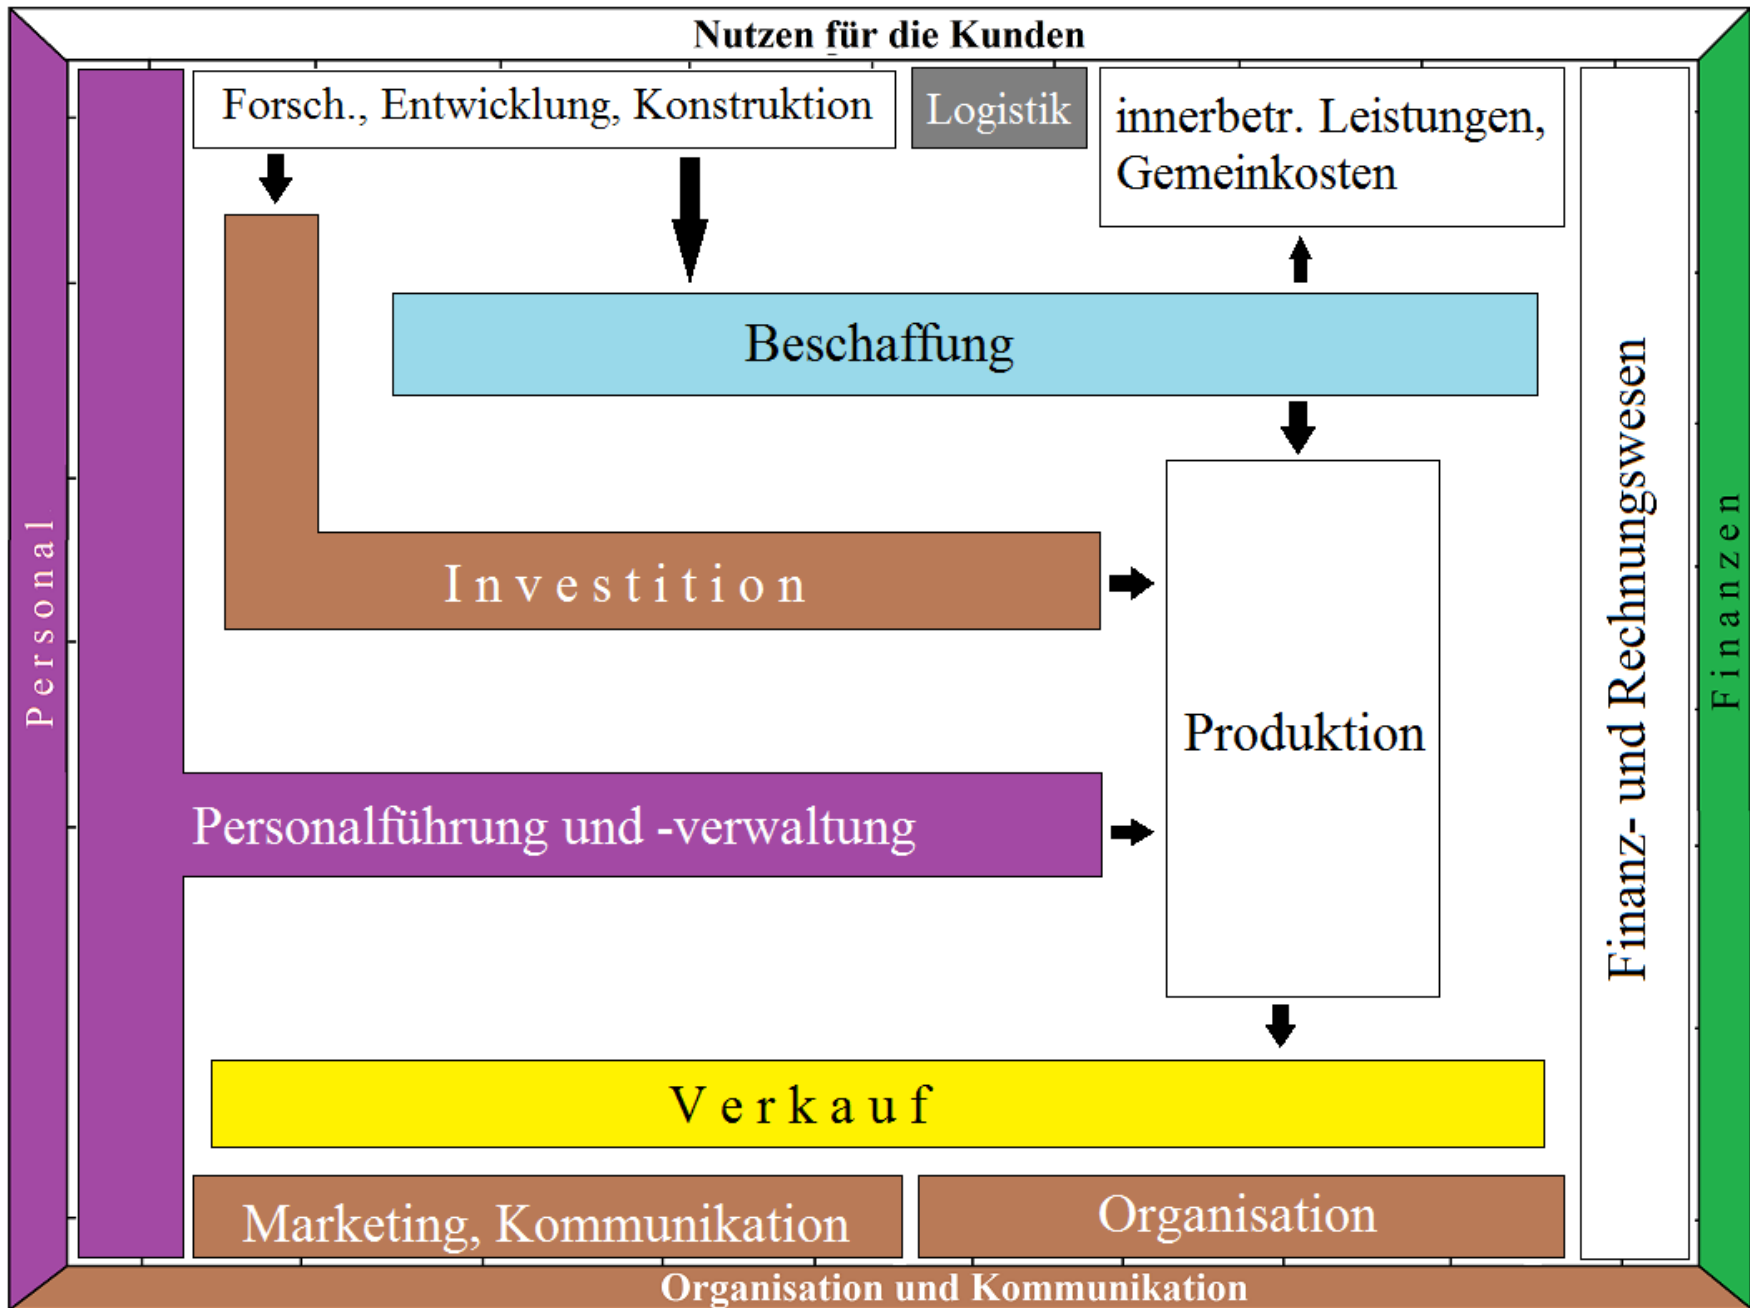 Nutzen für die Kunden
Forsch., Entwicklung, Konstruktion
Logistik
innerbetr. Leistungen,
Gemeinkosten
Beschaffung
Investition
Produktion
Personalführung und -verwaltung
Verkauf
Marketing, Kommunikation
Organisation
Personal
Finanz- und Rechnungswesen
Finanzen
Organisation und Kommunikation